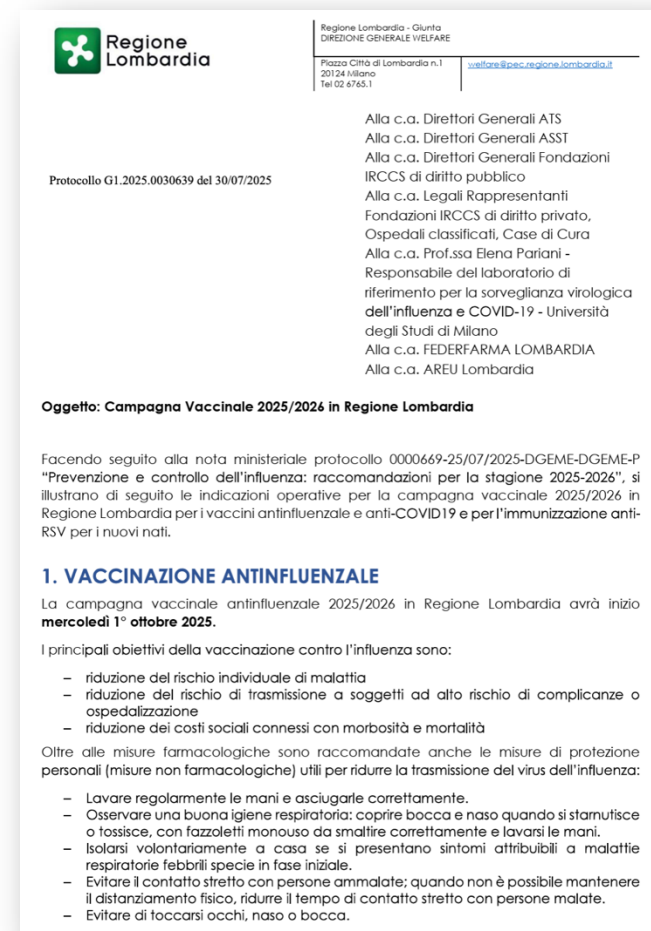 Regione
Lombardia
Regione Lombardia - Giunta
DIREZIONE GENERALE WELFARE
Piazza Città di Lombardia n.1
20124 Milano
Tel 02 6765.1
welfare@pec.regione.lombardia.it
Alla c.a. Direttori Generali ATS
Alla c.a. Direttori Generali ASST
Alla c.a. Direttori Generali Fondazioni
IRCCS di diritto pubblico
Alla c.a. Legali Rappresentanti
Fondazioni IRCCS di diritto privato,
Ospedali classificati, Case di Cura
Alla c.a. Prof.ssa Elena Pariani -
Responsabile del laboratorio di
riferimento per la sorveglianza virologica
dell'influenza e COVID-19 - Università
degli Studi di Milano
Alla c.a. FEDERFARMA LOMBARDIA
Alla c.a. AREU Lombardia
Protocollo G1.2025.0030639 del 30/07/2025
Oggetto: Campagna Vaccinale 2025/2026 in Regione Lombardia
Facendo seguito alla nota ministeriale protocollo 0000669-25/07/2025-DGEME-DGEME-P
"Prevenzione e controllo dell'influenza: raccomandazioni per la stagione 2025-2026", si
illustrano di seguito le indicazioni operative per la campagna vaccinale 2025/2026 in
Regione Lombardia per i vaccini antinfluenzale e anti-COVID19 e per l'immunizzazione anti-
RSV per i nuovi nati.
1. VACCINAZIONE ANTINFLUENZALE
La campagna vaccinale antinfluenzale 2025/2026 in Regione Lombardia avrà inizio
mercoledì 1° ottobre 2025.
I principali obiettivi della vaccinazione contro l'influenza sono:
– riduzione del rischio individuale di malattia
– riduzione del rischio di trasmissione a soggetti ad alto rischio di complicanze o
ospedalizzazione
– riduzione dei costi sociali connessi con morbosità e mortalità
Oltre alle misure farmacologiche sono raccomandate anche le misure di protezione
personali (misure non farmacologiche) utili per ridurre la trasmissione del virus dell'influenza:
– Lavare regolarmente le mani e asciugarle correttamente.
– Osservare una buona igiene respiratoria: coprire bocca e naso quando si starnutisce
o tossisce, con fazzoletti monouso da smaltire correttamente e lavarsi le mani.
– Isolarsi volontariamente a casa se si presentano sintomi attribuibili a malattie
respiratorie febbrili specie in fase iniziale.
– Evitare il contatto stretto con persone ammalate; quando non è possibile mantenere
il distanziamento fisico, ridurre il tempo di contatto stretto con persone malate.
– Evitare di toccarsi occhi, naso o bocca.